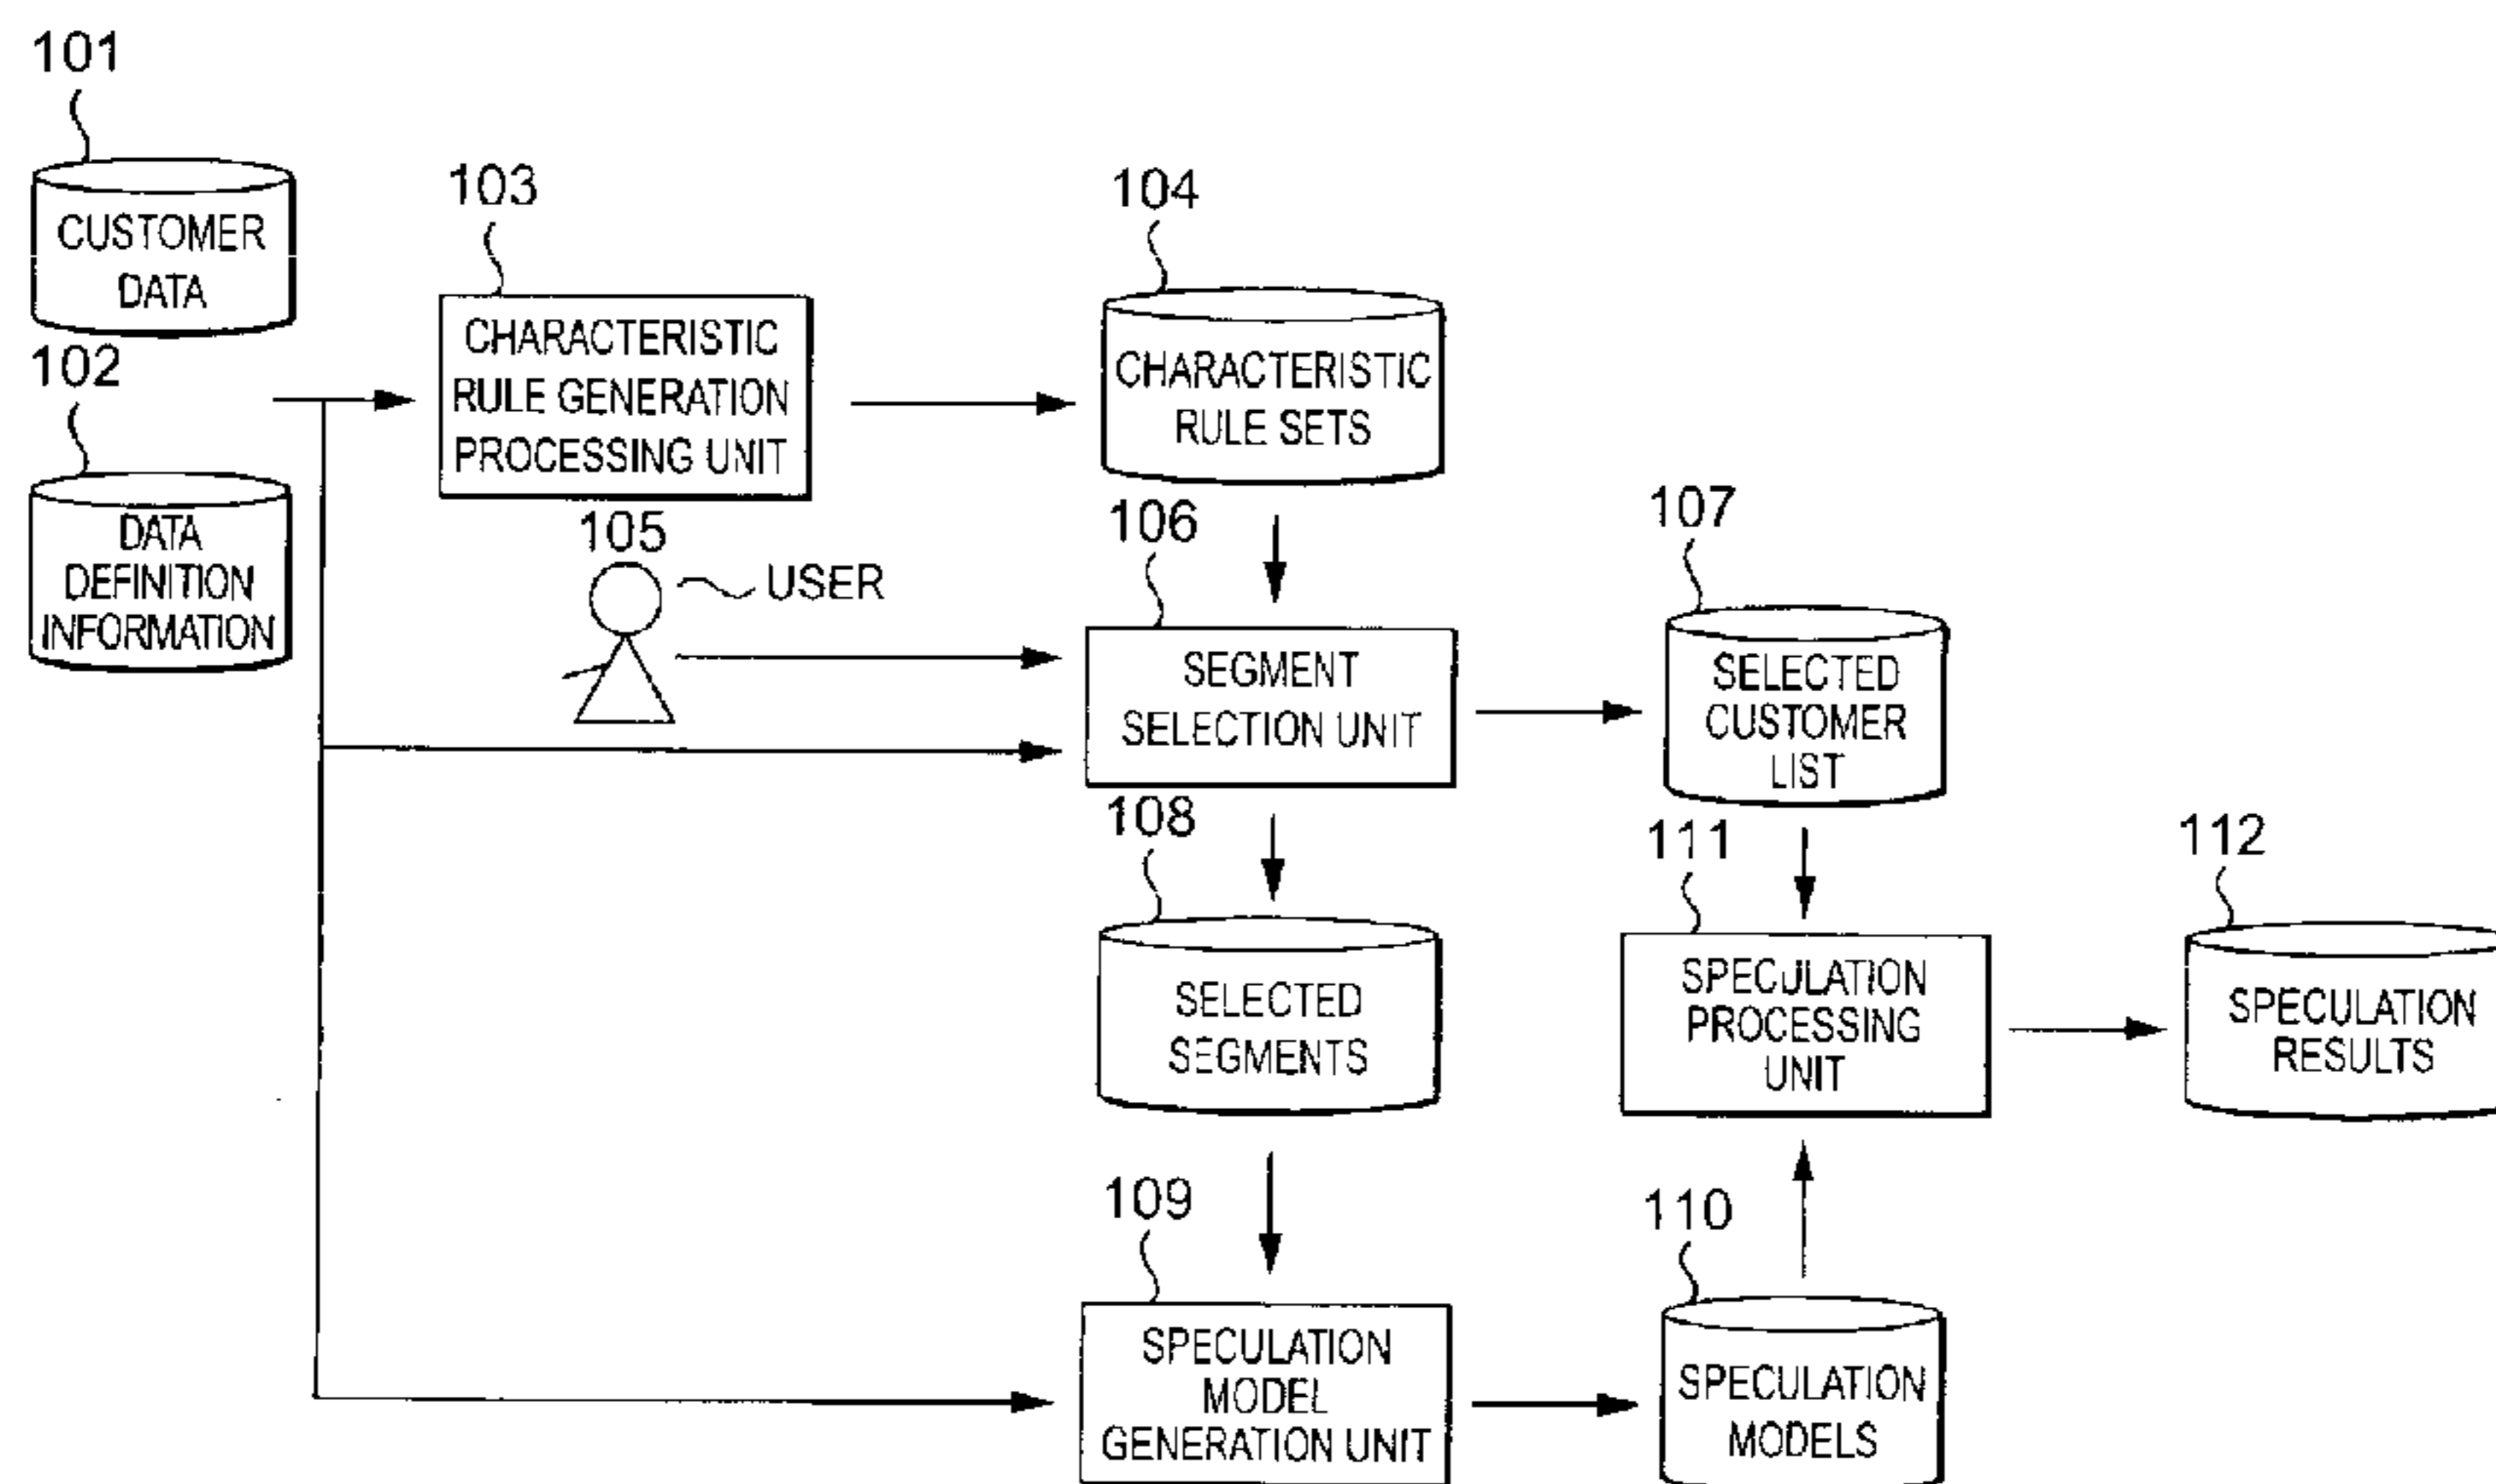 101
CUSTOMER
DATA
102
DATA
DEFINITION
INFORMATION
103
CHARACTERISTIC
RULE GENERATION
PROCESSING UNIT
104
CHARACTERISTIC
RULE SETS
105
USER
106
SEGMENT
SELECTION UNIT
107
SELECTED
CUSTOMER
LIST
108
SELECTED
SEGMENTS
111
SPECULATION
PROCESSING
UNIT
112
SPECULATION
RESULTS
109
SPECULATION
MODEL
GENERATION UNIT
110
SPECULATION
MODELS